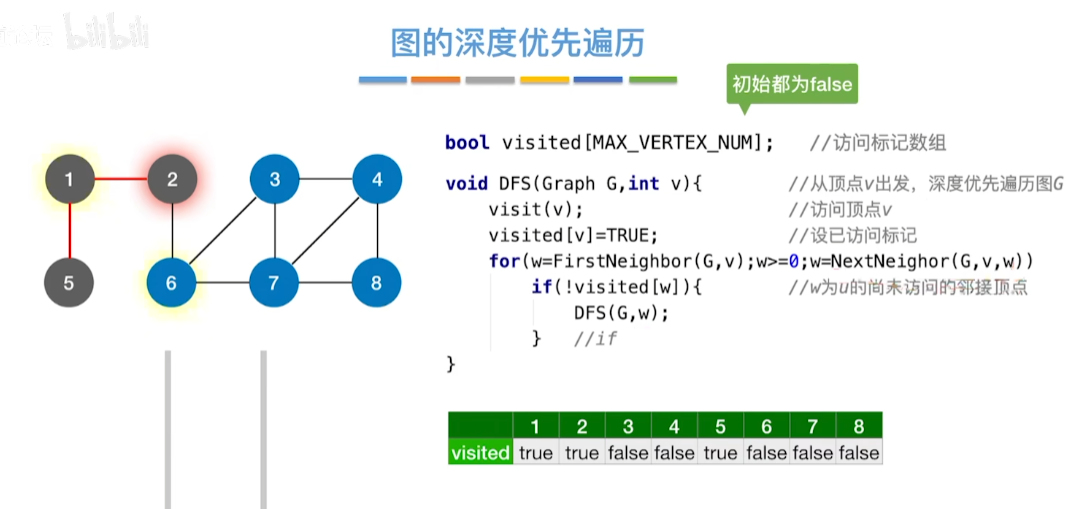 bilibili
图的深度优先遍历
初始都为false
bool visited[MAX_VERTEX_NUM]; //访问标记数组
1 2 3 4
void DFS(Graph G,int v){ //从顶点v出发，深度优先遍历图G
visit(v); //访问顶点v
visited[v]=TRUE; //设已访问标记
for(w=FirstNeighbor(G,v);w>=0;w=NextNeighor(G,v,w))
5 6 7 8
if(!visited[w]){ //w为u的尚未访问的邻接顶点
DFS(G,w);
} //if
}
1 2 3 4 5 6 7 8
visited true true false false true false false false